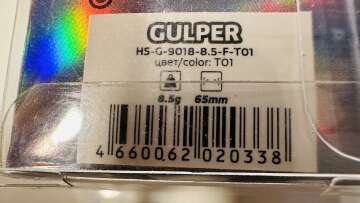 GULPER
HS-G-9018-8.5-F-T01
цвет/color: T01
8.5g 65mm
4 660062 020338